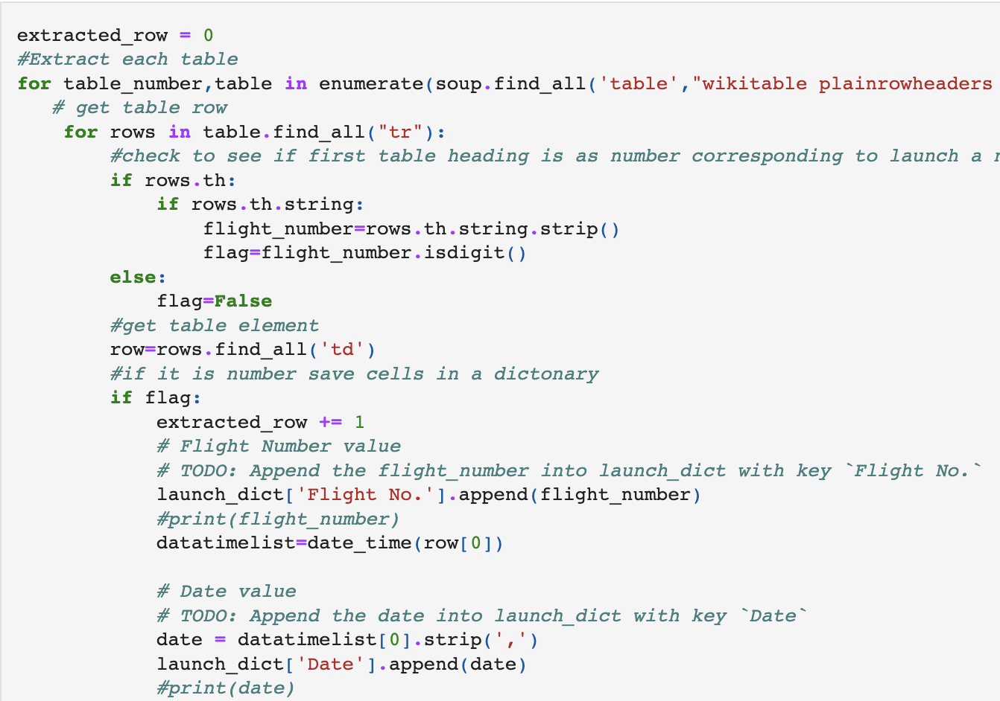 extracted_row = 0
#Extract each table
for table_number,table in enumerate(soup.find_all('table',"wikitable plainrowheaders
# get table row
for rows in table.find_all("tr"):
#check to see if first table heading is as number corresponding to launch a
if rows.th:
if rows.th.string:
flight_number=rows.th.string.strip()
flag=flight_number.isdigit()
else:
flag=False
#get table element
row=rows.find_all('td')
#if it is number save cells in a dictonary
if flag:
extracted_row += 1
# Flight Number value
# TODO: Append the flight_number into launch_dict with key `Flight No.`
launch_dict['Flight No.'].append(flight_number)
#print(flight_number)
datatimelist=date_time(row[0])
# Date value
# TODO: Append the date into launch_dict with key `Date`
date = datatimelist[0].strip(',')
launch_dict['Date'].append(date)
#print(date)